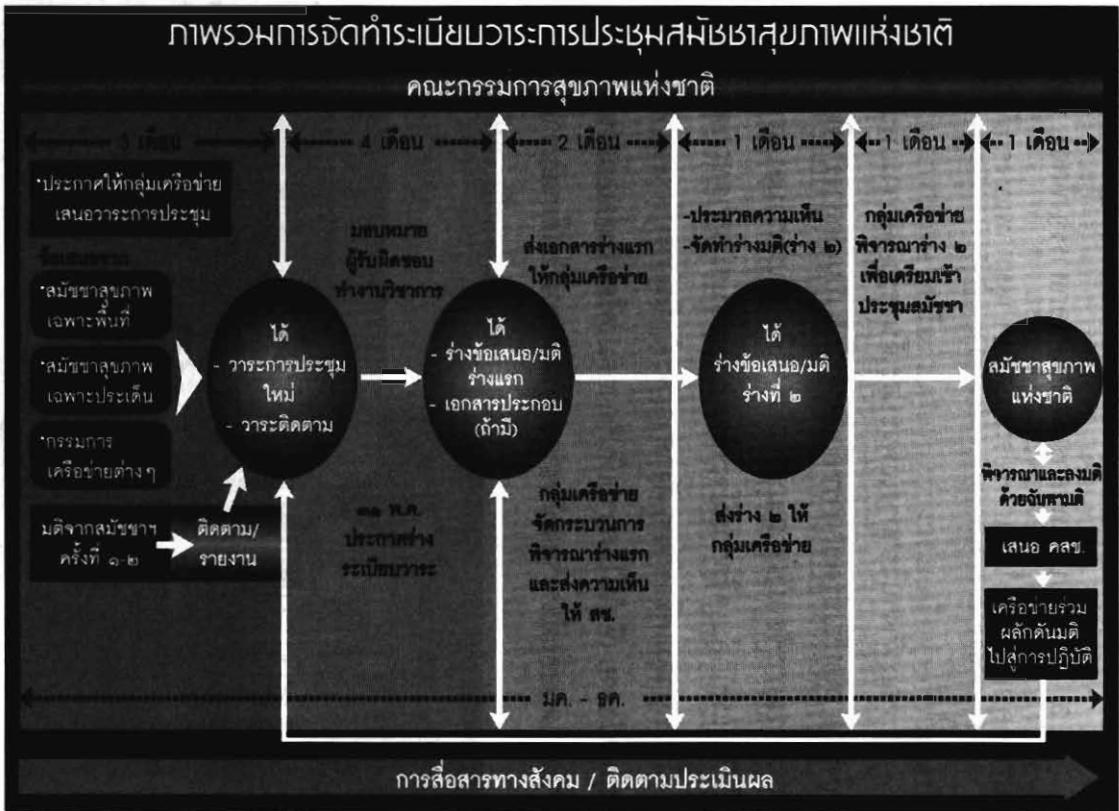 ภาพรวมการจัดทำระเบียบวาระการประชุมสมัชชาสุขภาพแห่งชาติ
คณะกรรมการสุขภาพแห่งชาติ
3 เดือน
4 เดือน
2 เดือน
1 เดือน
1 เดือน
1 เดือน
•ประกาศให้กลุ่มเครือข่าย
เสนอวาระการประชุม
ข้อเสนอจาก
•สมัชชาสุขภาพ
เฉพาะพื้นที่
•สมัชชาสุขภาพ
เฉพาะประเด็น
•กรรมการ
เครือข่ายต่างๆ
มติจากสมัชชาฯ
ครั้งที่ ๑-๒
ติดตาม/
รายงาน
ได้
- วาระการประชุม
ใหม่
- วาระติดตาม
มอบหมาย
ผู้รับผิดชอบ
ทำงานวิชาการ
๓๑ พ.ค.
ประกาศร่าง
ระเบียบวาระ
ได้
- ร่างข้อเสนอ/มติ
ร่างแรก
- เอกสารประกอบ
(ถ้ามี)
ส่งเอกสารร่างแรก
ให้กลุ่มเครือข่าย
กลุ่มเครือข่าย
จัดกระบวนการ
พิจารณาร่างแรก
และส่งความเห็น
ให้ สช.
-ประมวลความเห็น
-จัดทำร่างมติ(ร่าง ๒)
ได้
ร่างข้อเสนอ/มติ
ร่างที่ ๒
ส่งร่าง ๒ ให้
กลุ่มเครือข่าย
กลุ่มเครือข่าย
พิจารณาร่าง ๒
เพื่อเตรียมเข้า
ประชุมสมัชชา
สมัชชาสุขภาพ
แห่งชาติ
พิจารณาและลงมติ
ด้วยฉันทามติ
เสนอ คสช.
เครือข่ายร่วม
ผลักดันมติ
ไปสู่การปฏิบัติ
มค. - ธค.
การสื่อสารทางสังคม / ติดตามประเมินผล